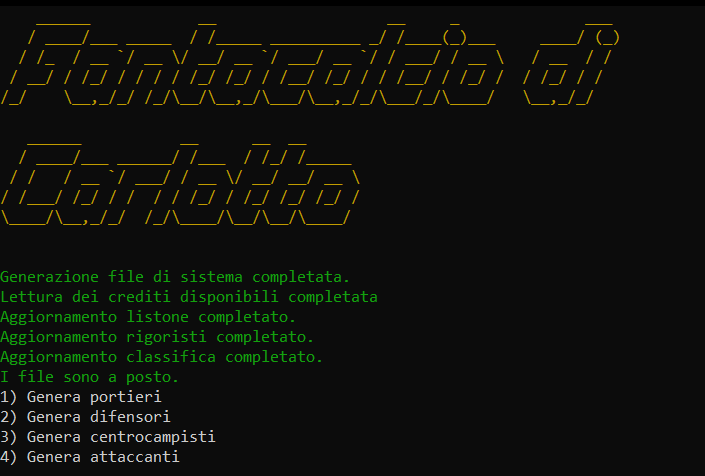 Fantacalcio di
Carlotto
Generazione file di sistema completata.
Lettura dei crediti disponibili completata
Aggiornamento listone completato.
Aggiornamento rigoristi completato.
Aggiornamento classifica completato.
I file sono a posto.
1) Genera portieri
2) Genera difensori
3) Genera centrocampisti
4) Genera attaccanti